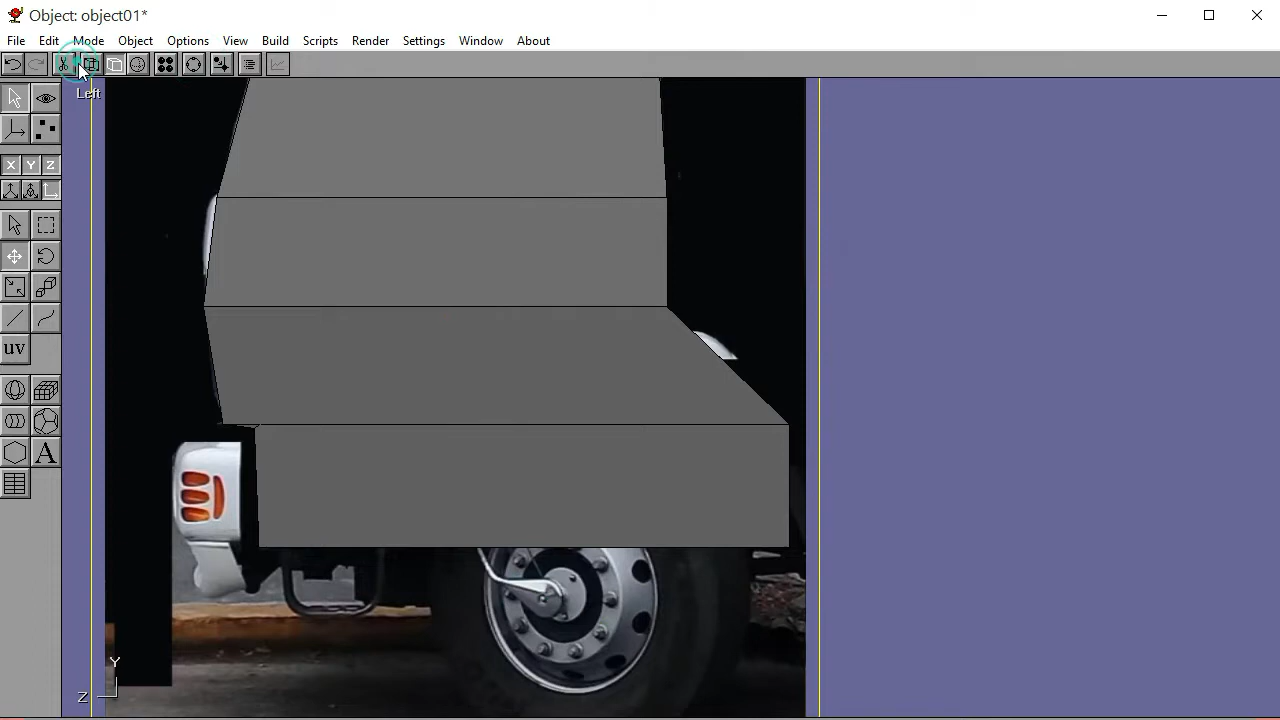 Object: object01*
File Edit Mode Object Options View Build Scripts Render Settings Window About
Left
X Y Z
uv
A
Y
Z